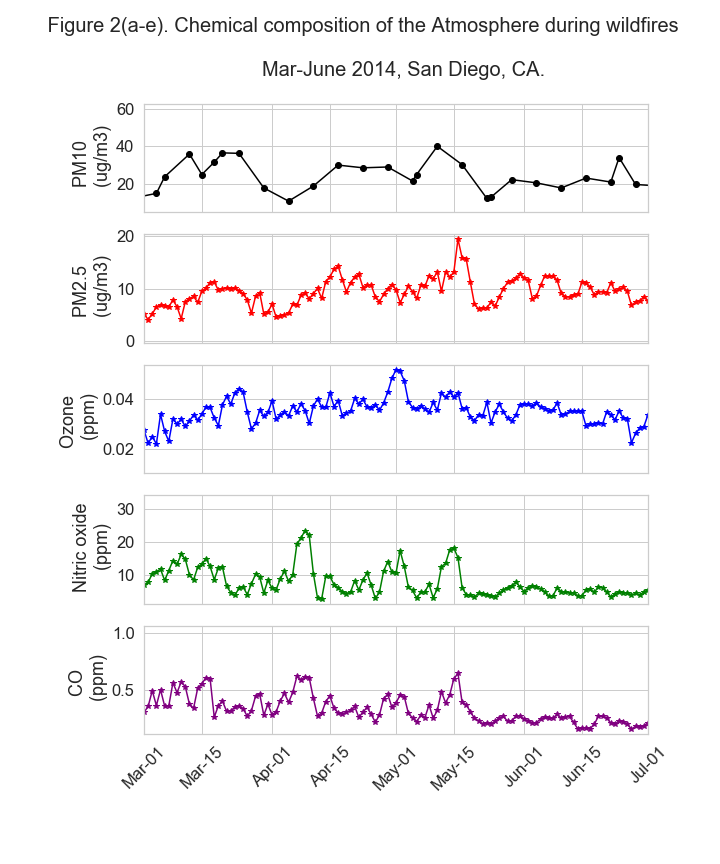 Figure 2(a-e). Chemical composition of the Atmosphere during wildfires
Mar-June 2014, San Diego, CA.
60
40
20
PM10
(ug/m3)
20
10
0
PM2.5
(ug/m3)
0.04
0.02
Ozone
(ppm)
30
20
10
Nitric oxide
(ppm)
1.0
0.5
CO
(ppm)
Mar-01
Mar-15
Apr-01
Apr-15
May-01
May-15
Jun-01
Jun-15
Jul-01